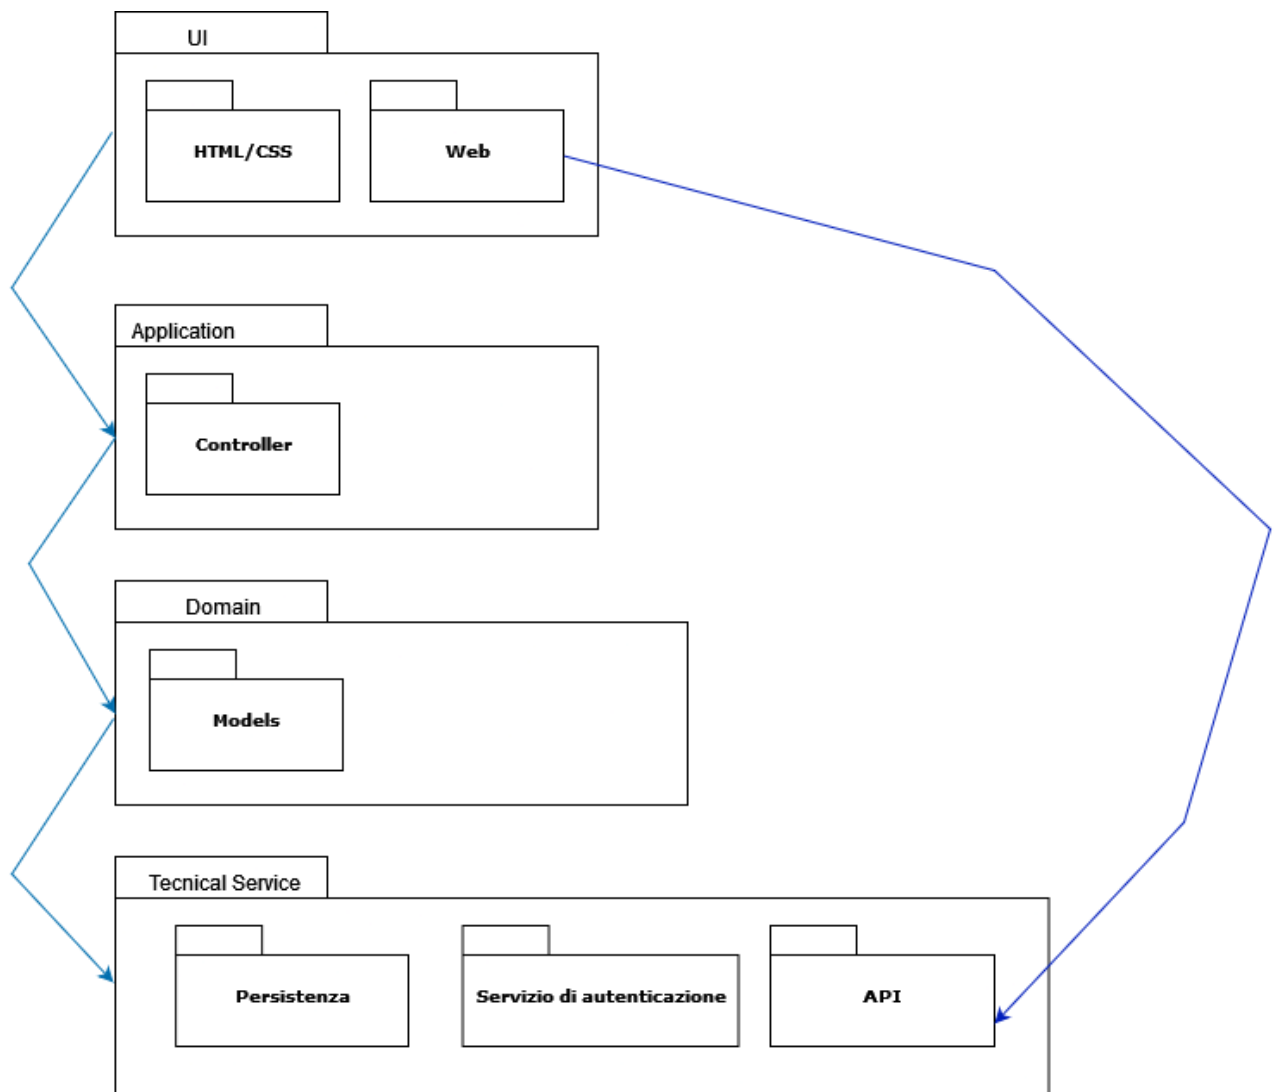 UI
HTML/CSS
Web
Application
Controller
Domain
Models
Tecnical Service
Persistenza
Servizio di autenticazione
API